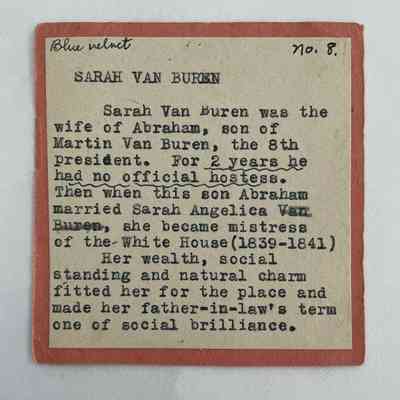 Blue velvet
no. 8.
SARAH VAN BUREN
Sarah Van Buren was the
wife of Abraham, son of
Martin Van Buren, the 8th
president. For 2 years he
had no official hostess.
Then when this son Abraham
married Sarah Angelica Van
Buren, she became mistress
of the White House(1839-1841)
Her wealth, social
standing and natural charm
fitted her for the place and
made her father-in-law's term
one of social brilliance.